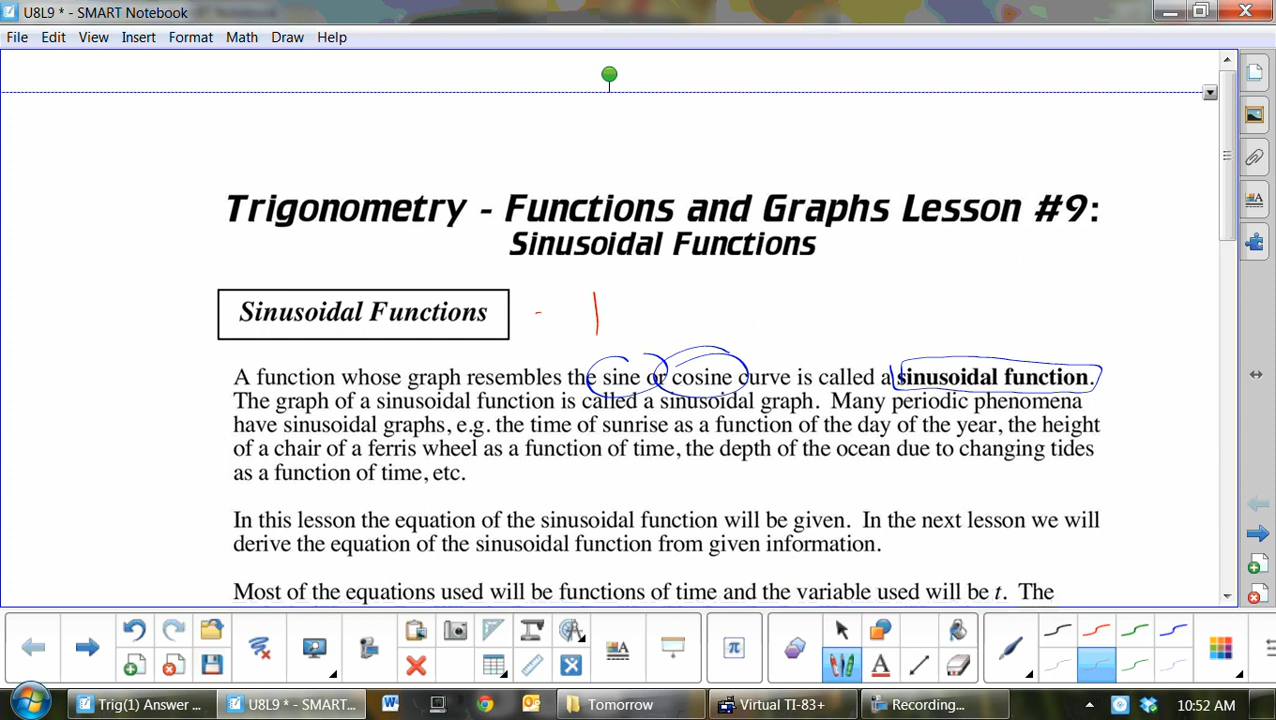 U8L9 * - SMART Notebook
File Edit View Insert Format Math Draw Help
Trigonometry - Functions and Graphs Lesson #9:
Sinusoidal Functions
Sinusoidal Functions
A function whose graph resembles the sine or cosine curve is called a sinusoidal function.
The graph of a sinusoidal function is called a sinusoidal graph. Many periodic phenomena
have sinusoidal graphs, e.g. the time of sunrise as a function of the day of the year, the height
of a chair of a ferris wheel as a function of time, the depth of the ocean due to changing tides
as a function of time, etc.
In this lesson the equation of the sinusoidal function will be given. In the next lesson we will
derive the equation of the sinusoidal function from given information.
Most of the equations used will be functions of time and the variable used will be t. The
π
A
Trig(1) Answer ... U8L9 * - SMART... Tomorrow Virtual TI-83+ Recording... 10:52 AM